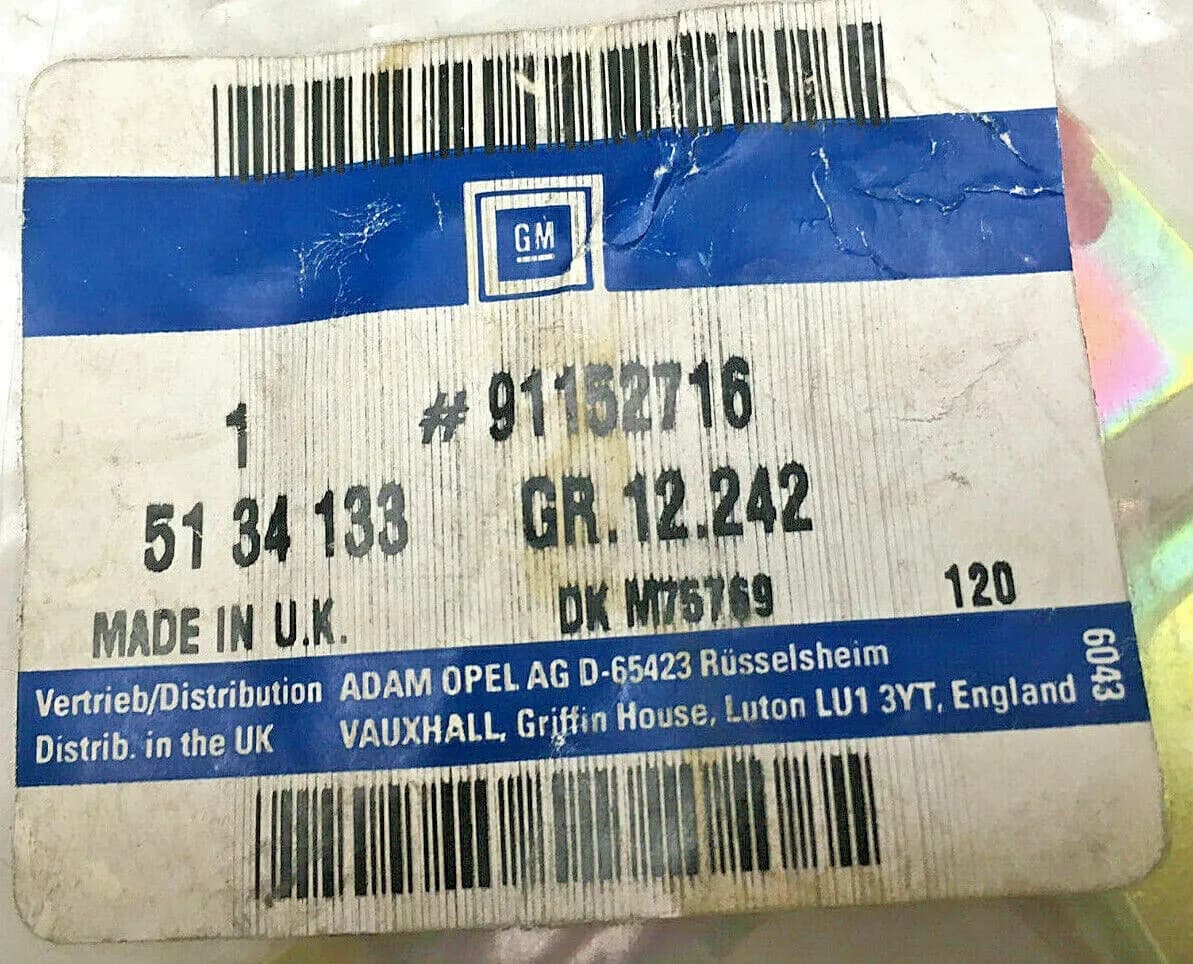 GM
1 # 91152716
51 34 133 GR.12.242
MADE IN U.K. DK M76769 120
Vertrieb/Distribution ADAM OPEL AG D-65423 Rüsselsheim
Distrib. in the UK VAUXHALL, Griffin House, Luton LU1 3YT, England
6043